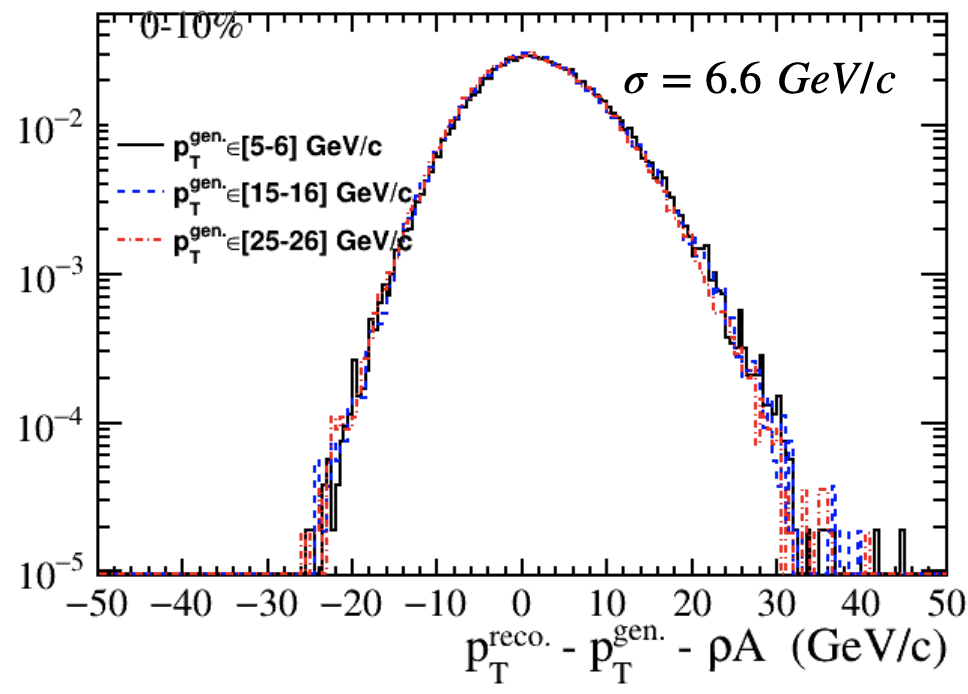 0-10%
σ = 6.6 GeV/c
10⁻²
p_T^gen. ∈[5-6] GeV/c
p_T^gen. ∈[15-16] GeV/c
p_T^gen. ∈[25-26] GeV/c
10⁻³
10⁻⁴
10⁻⁵
−50 −40 −30 −20 −10 0 10 20 30 40 50
p_T^reco. - p_T^gen. - ρA (GeV/c)